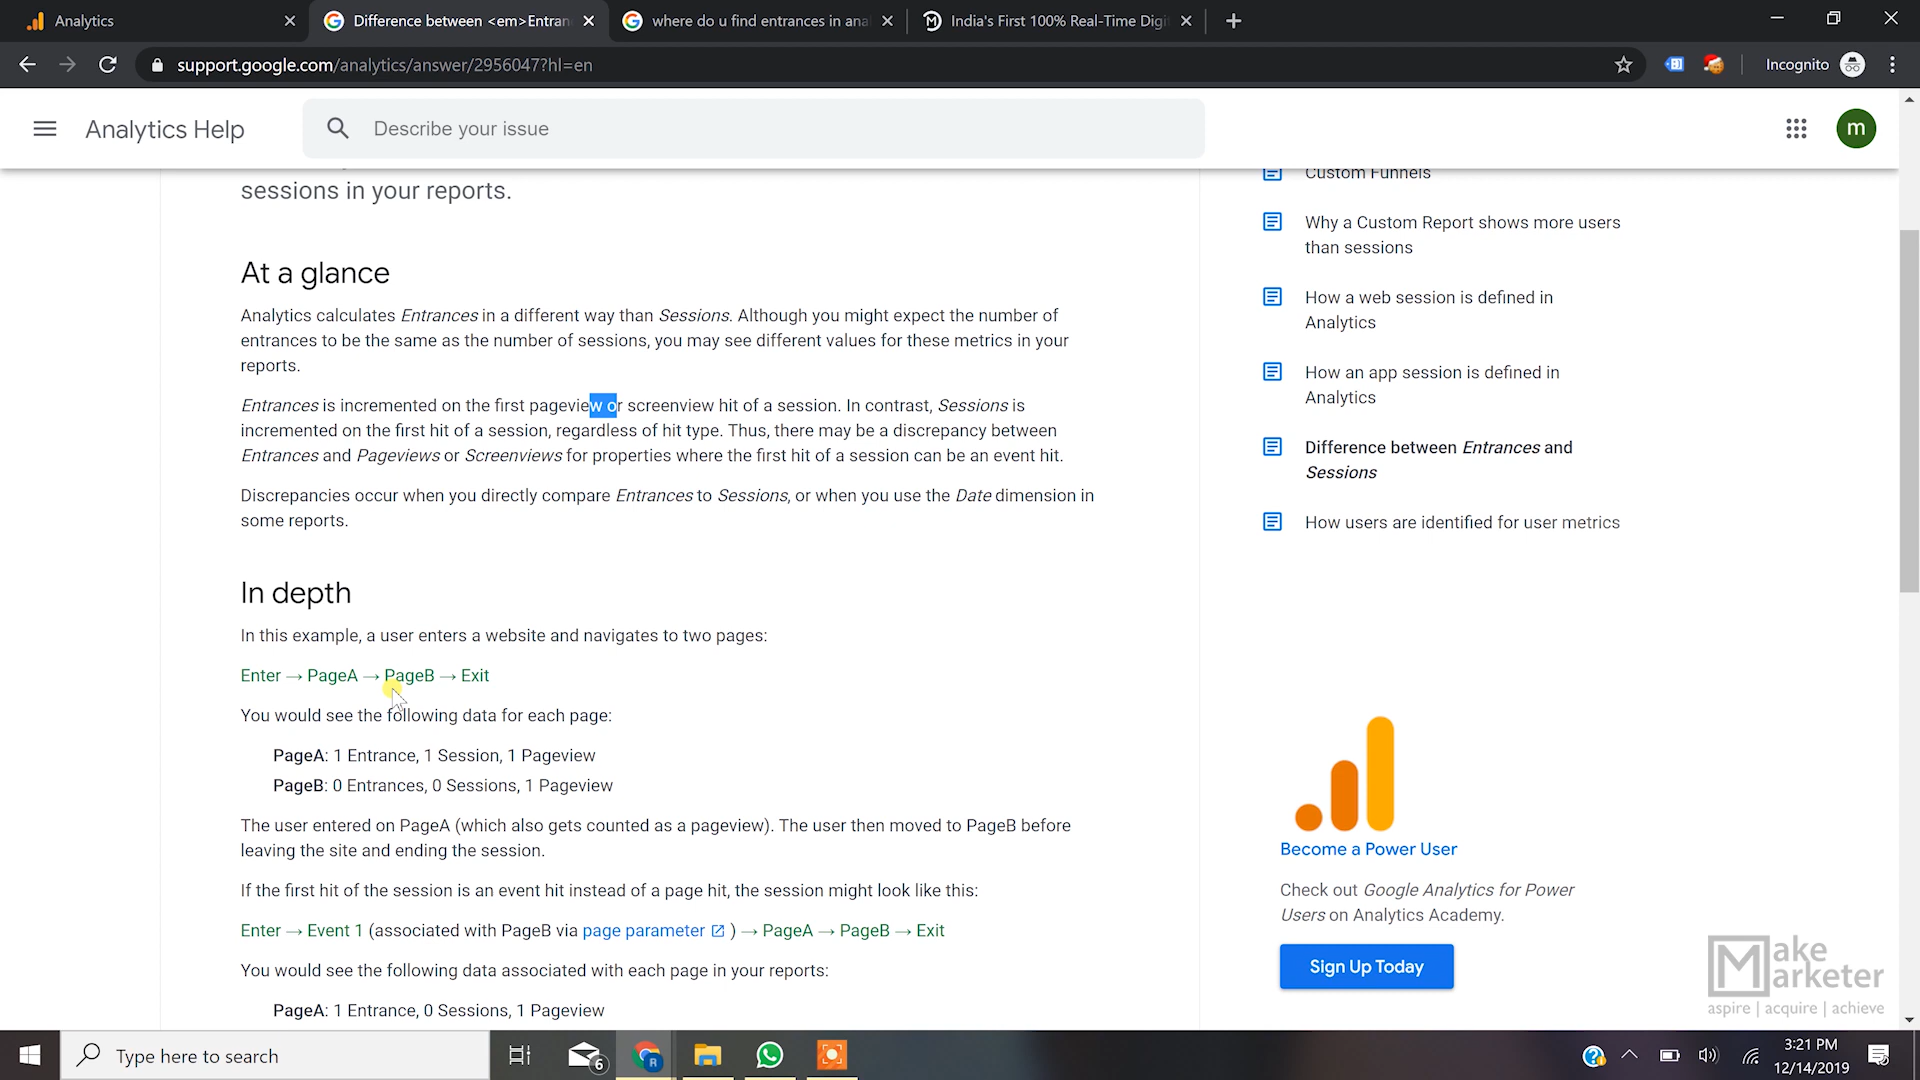 Analytics
Difference between <em>Entran
where do u find entrances in ana
India's First 100% Real-Time Digi
support.google.com/analytics/answer/2956047?hl=en
Incognito
Analytics Help
Describe your issue
m
sessions in your reports.
At a glance
Analytics calculates Entrances in a different way than Sessions. Although you might expect the number of
entrances to be the same as the number of sessions, you may see different values for these metrics in your
reports.
Entrances is incremented on the first pageview or screenview hit of a session. In contrast, Sessions is
incremented on the first hit of a session, regardless of hit type. Thus, there may be a discrepancy between
Entrances and Pageviews or Screenviews for properties where the first hit of a session can be an event hit.
Discrepancies occur when you directly compare Entrances to Sessions, or when you use the Date dimension in
some reports.
In depth
In this example, a user enters a website and navigates to two pages:
Enter → PageA → PageB → Exit
You would see the following data for each page:
PageA: 1 Entrance, 1 Session, 1 Pageview
PageB: 0 Entrances, 0 Sessions, 1 Pageview
The user entered on PageA (which also gets counted as a pageview). The user then moved to PageB before
leaving the site and ending the session.
If the first hit of the session is an event hit instead of a page hit, the session might look like this:
Enter → Event 1 (associated with PageB via page parameter ) → PageA → PageB → Exit
You would see the following data associated with each page in your reports:
PageA: 1 Entrance, 0 Sessions, 1 Pageview
Custom Funnels
Why a Custom Report shows more users
than sessions
How a web session is defined in
Analytics
How an app session is defined in
Analytics
Difference between Entrances and
Sessions
How users are identified for user metrics
Become a Power User
Check out Google Analytics for Power
Users on Analytics Academy.
Sign Up Today
Make
Marketer
aspire | acquire | achieve
Type here to search
6
R
3:21 PM
12/14/2019